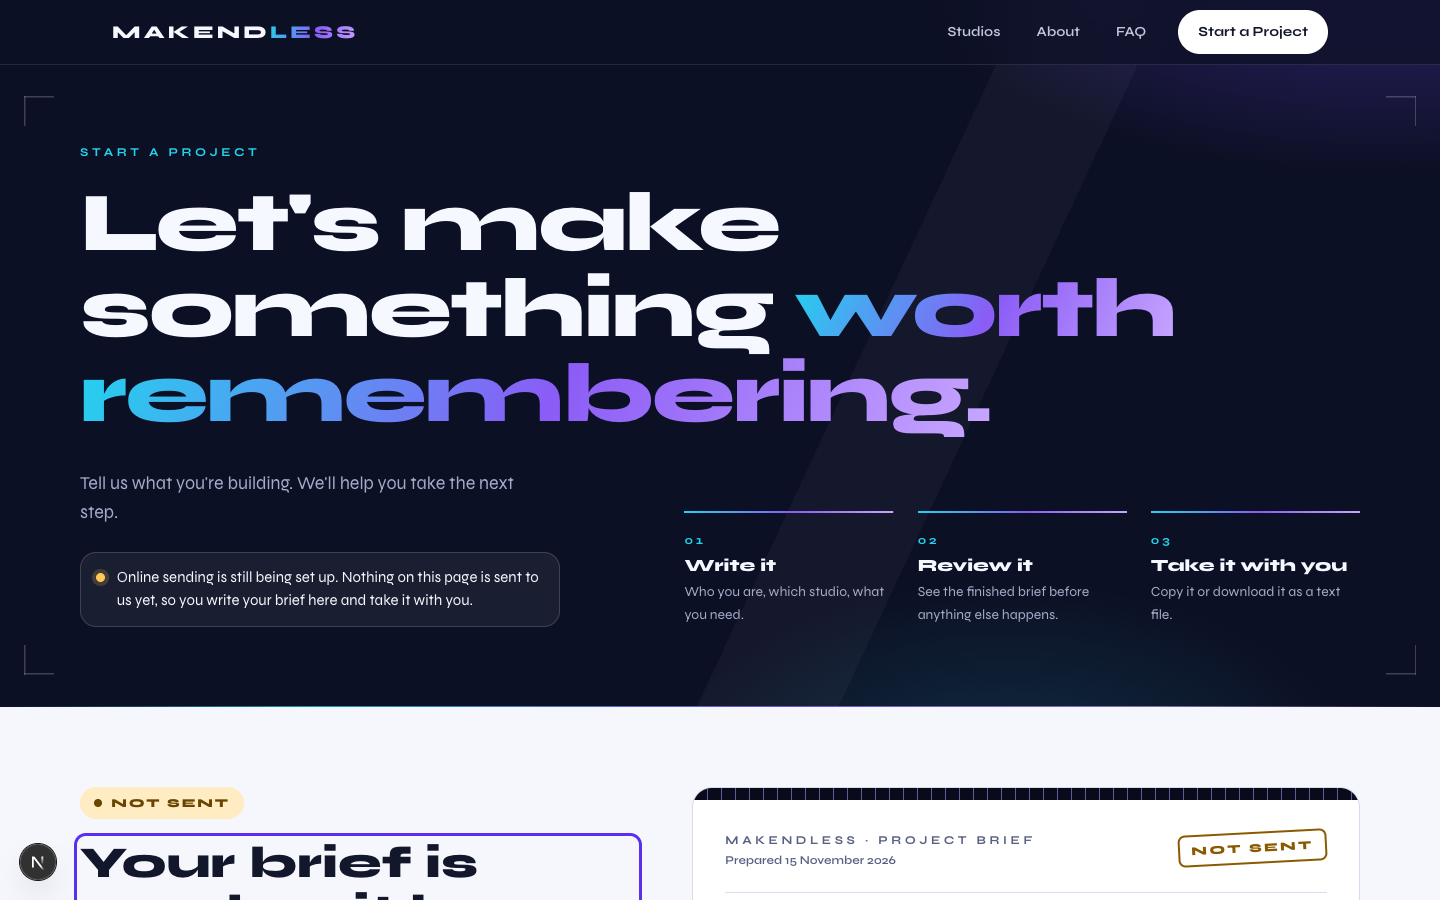 MAKENDLESS
Studios
About
FAQ
Start a Project
START A PROJECT
Let's make
something worth
remembering.
Tell us what you're building. We'll help you take the next
step.
Online sending is still being set up. Nothing on this page is sent to
us yet, so you write your brief here and take it with you.
01
Write it
Who you are, which studio, what
you need.
02
Review it
See the finished brief before
anything else happens.
03
Take it with you
Copy it or download it as a text
file.
NOT SENT
Your brief is
N
MAKENDLESS · PROJECT BRIEF
Prepared 15 November 2026
NOT SENT